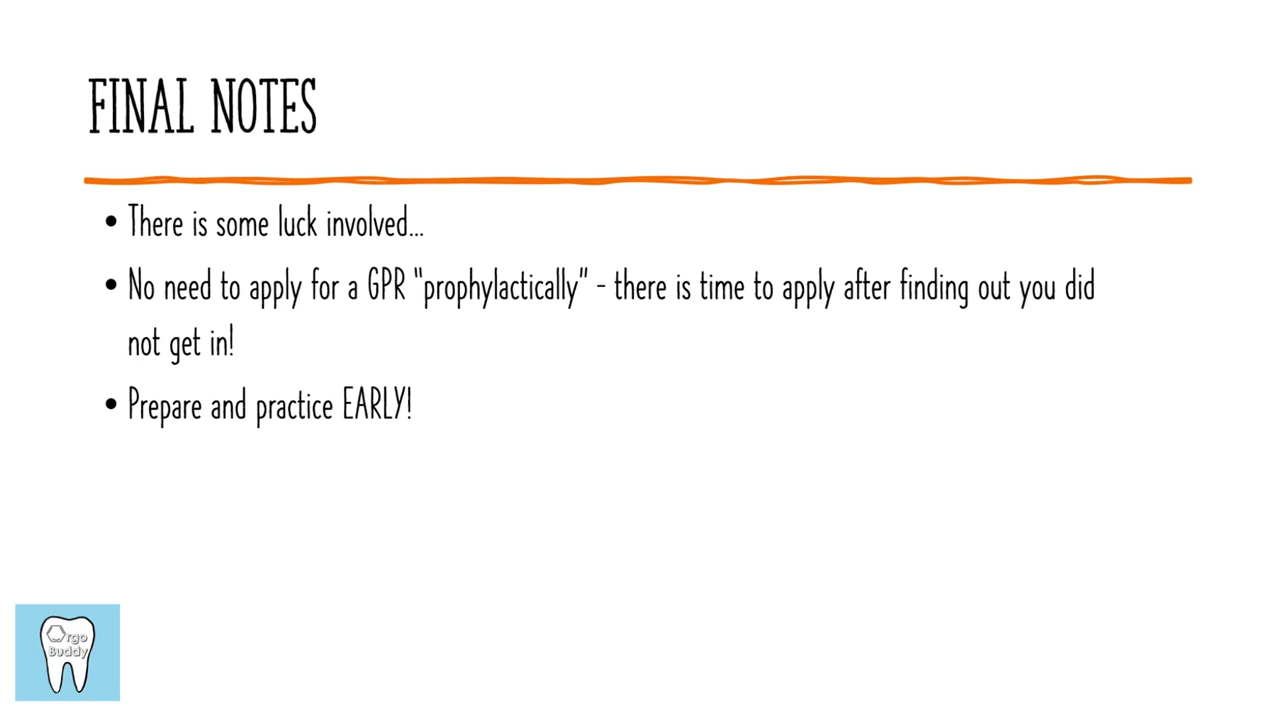 FINAL NOTES
• There is some luck involved...
• No need to apply for a GPR "prophylactically" - there is time to apply after finding out you did
not get in!
• Prepare and practice EARLY!
Orgo
Buddy